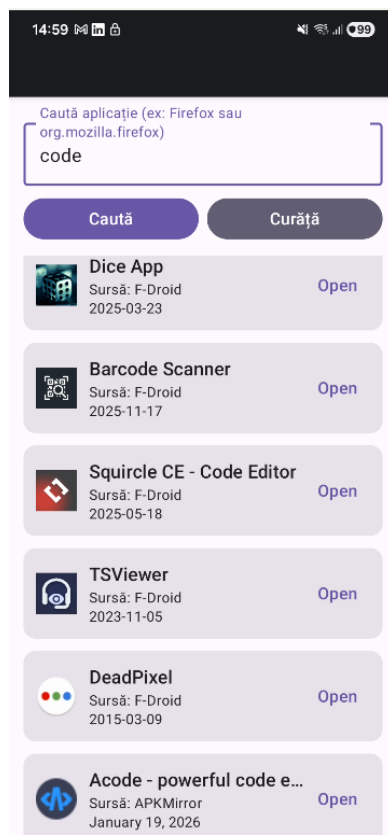 14:59
99
Caută aplicație (ex: Firefox sau
org.mozilla.firefox)
code
Caută
Curăță
Dice App
Sursă: F-Droid
2025-03-23
Open
Barcode Scanner
Sursă: F-Droid
2025-11-17
Open
Squircle CE - Code Editor
Sursă: F-Droid
2025-05-18
Open
TSViewer
Sursă: F-Droid
2023-11-05
Open
DeadPixel
Sursă: F-Droid
2015-03-09
Open
Acode - powerful code e...
Sursă: APKMirror
January 19, 2026
Open